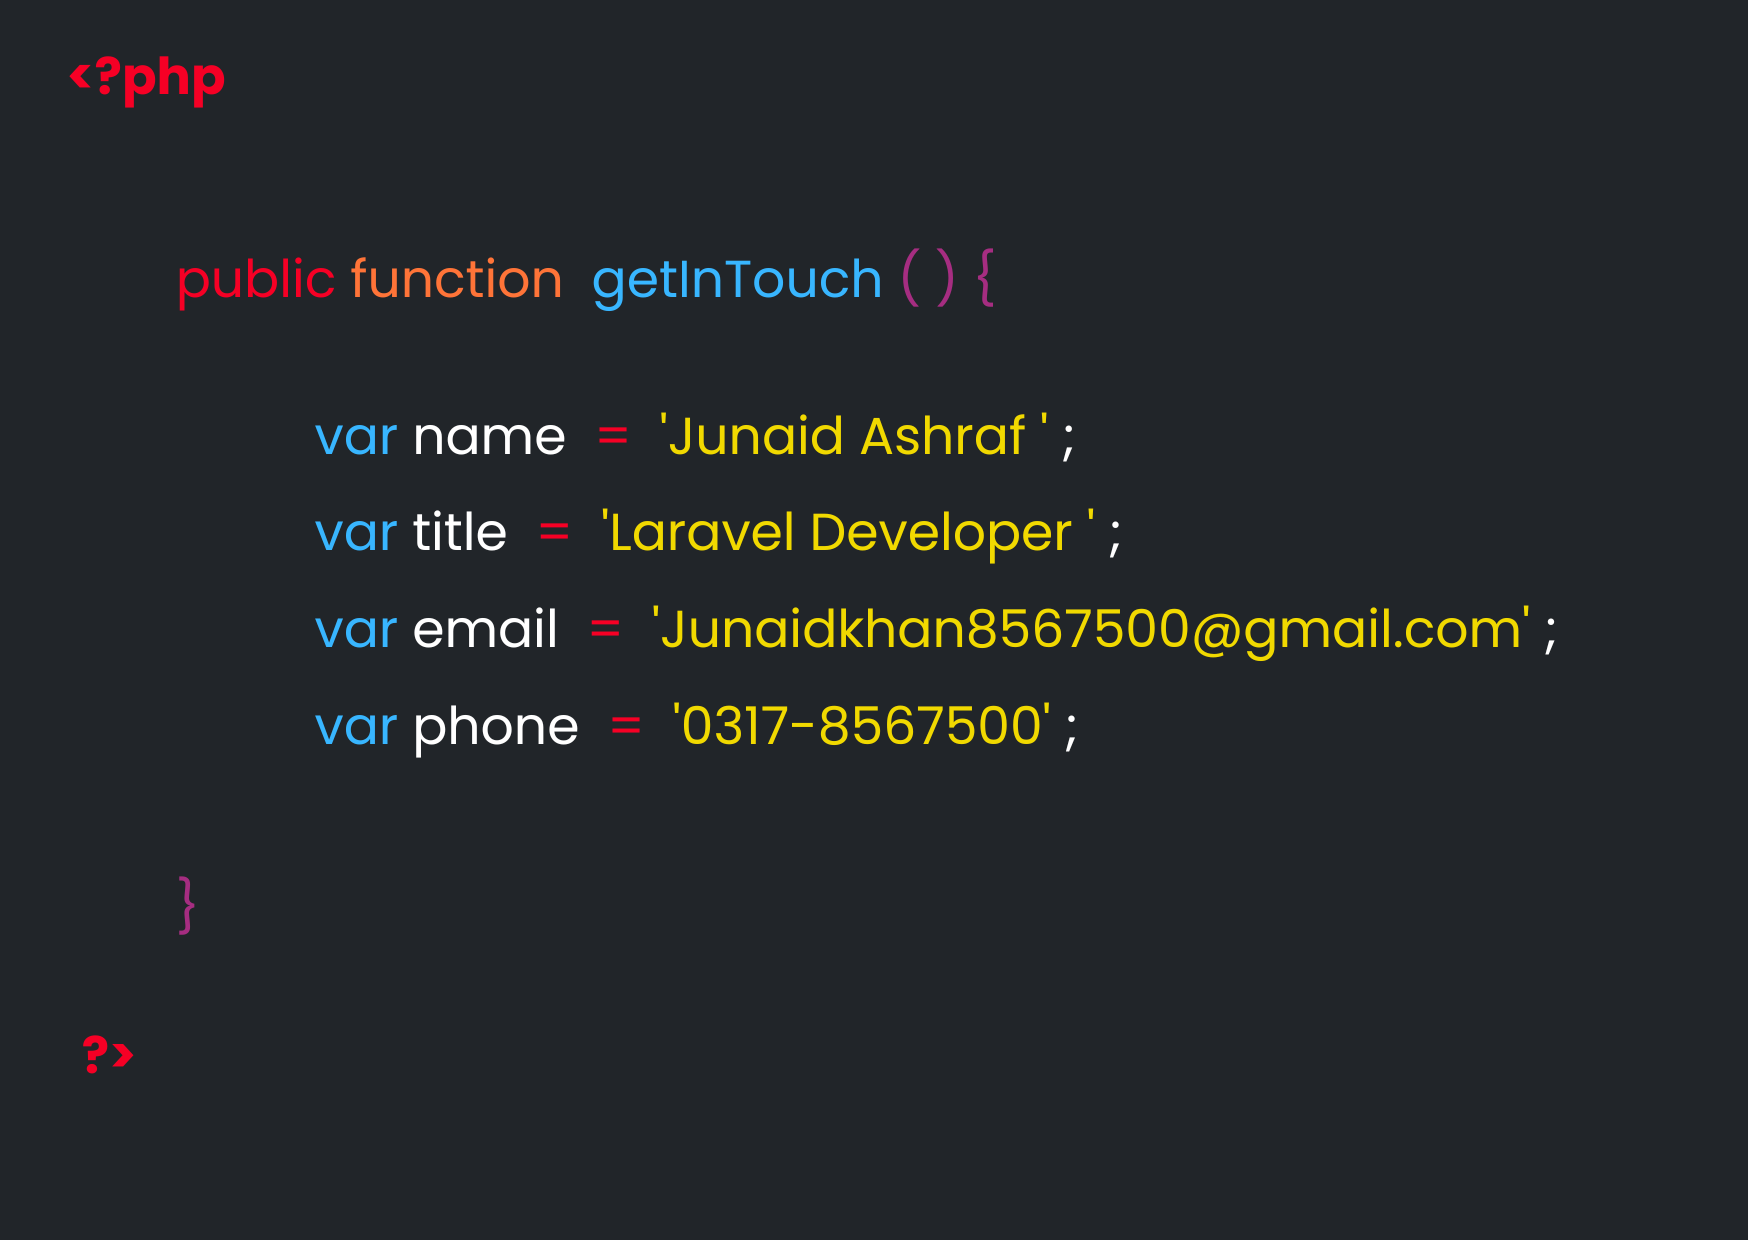 <?php
public function getInTouch ( ) {
var name = 'Junaid Ashraf ' ;
var title = 'Laravel Developer ' ;
var email = 'Junaidkhan8567500@gmail.com' ;
var phone = '0317-8567500' ;
}
?>